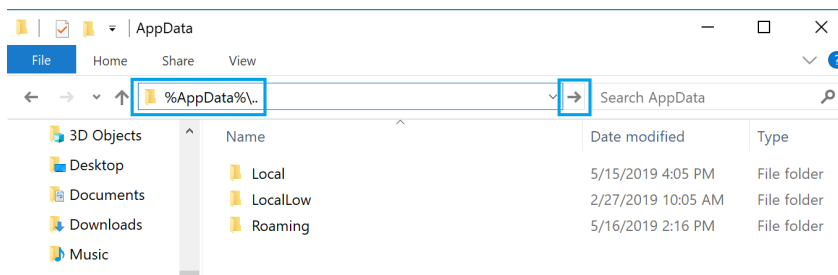 AppData
File Home Share View
%AppData%\.. Search AppData
3D Objects Name Date modified Type
Desktop Local 5/15/2019 4:05 PM File folder
Documents LocalLow 2/27/2019 10:05 AM File folder
Downloads Roaming 5/16/2019 2:16 PM File folder
Music